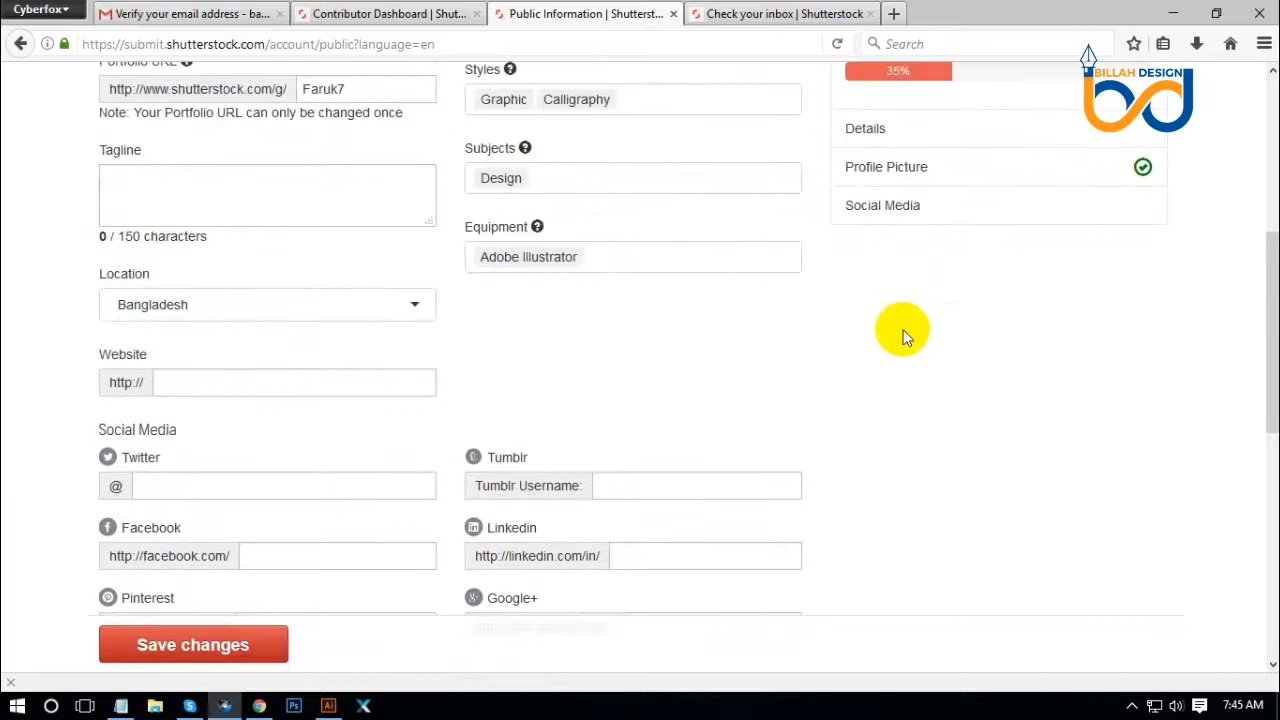 Cyberfox
Verify your email address - ba...
Contributor Dashboard | Shut...
Public Information | Shutterst...
Check your inbox | Shutterstock
https://submit.shutterstock.com/account/public?language=en
Search
BILLAH DESIGN
bd
Portfolio URL
http://www.shutterstock.com/g/ Faruk7
Note: Your Portfolio URL can only be changed once
Tagline
0 / 150 characters
Location
Bangladesh
Website
http://
Styles
Graphic Calligraphy
Subjects
Design
Equipment
Adobe Illustrator
35%
Details
Profile Picture
Social Media
Social Media
Twitter
@
Tumblr
Tumblr Username:
Facebook
http://facebook.com/
Linkedin
http://linkedin.com/in/
Pinterest
Google+
Save changes
7:45 AM